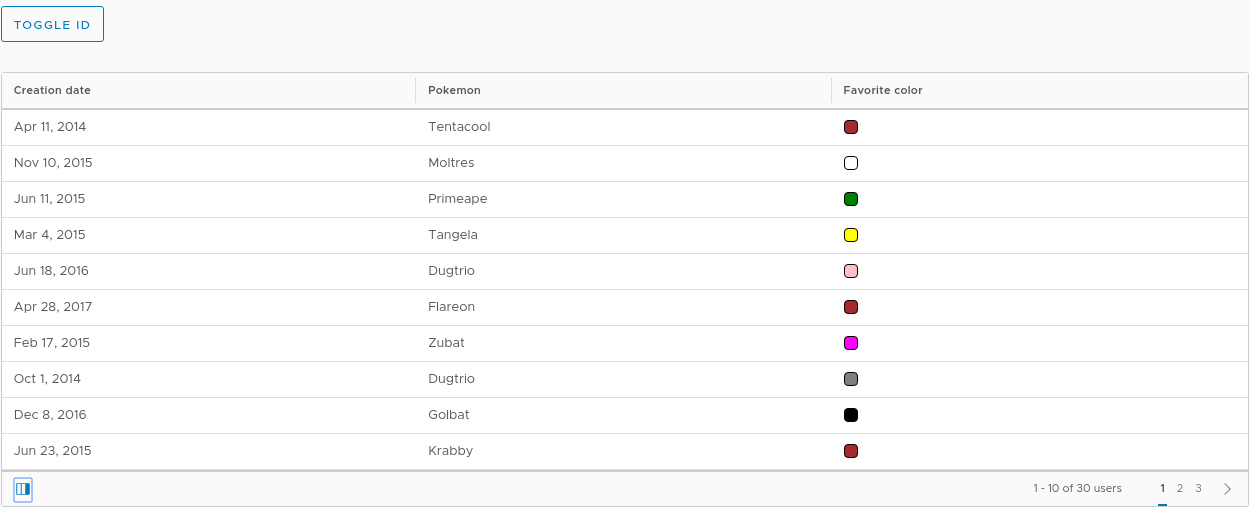 TOGGLE ID
Creation date Pokemon Favorite color
Apr 11, 2014 Tentacool
Nov 10, 2015 Moltres
Jun 11, 2015 Primeape
Mar 4, 2015 Tangela
Jun 18, 2016 Dugtrio
Apr 28, 2017 Flareon
Feb 17, 2015 Zubat
Oct 1, 2014 Dugtrio
Dec 8, 2016 Golbat
Jun 23, 2015 Krabby
1 - 10 of 30 users 1 2 3